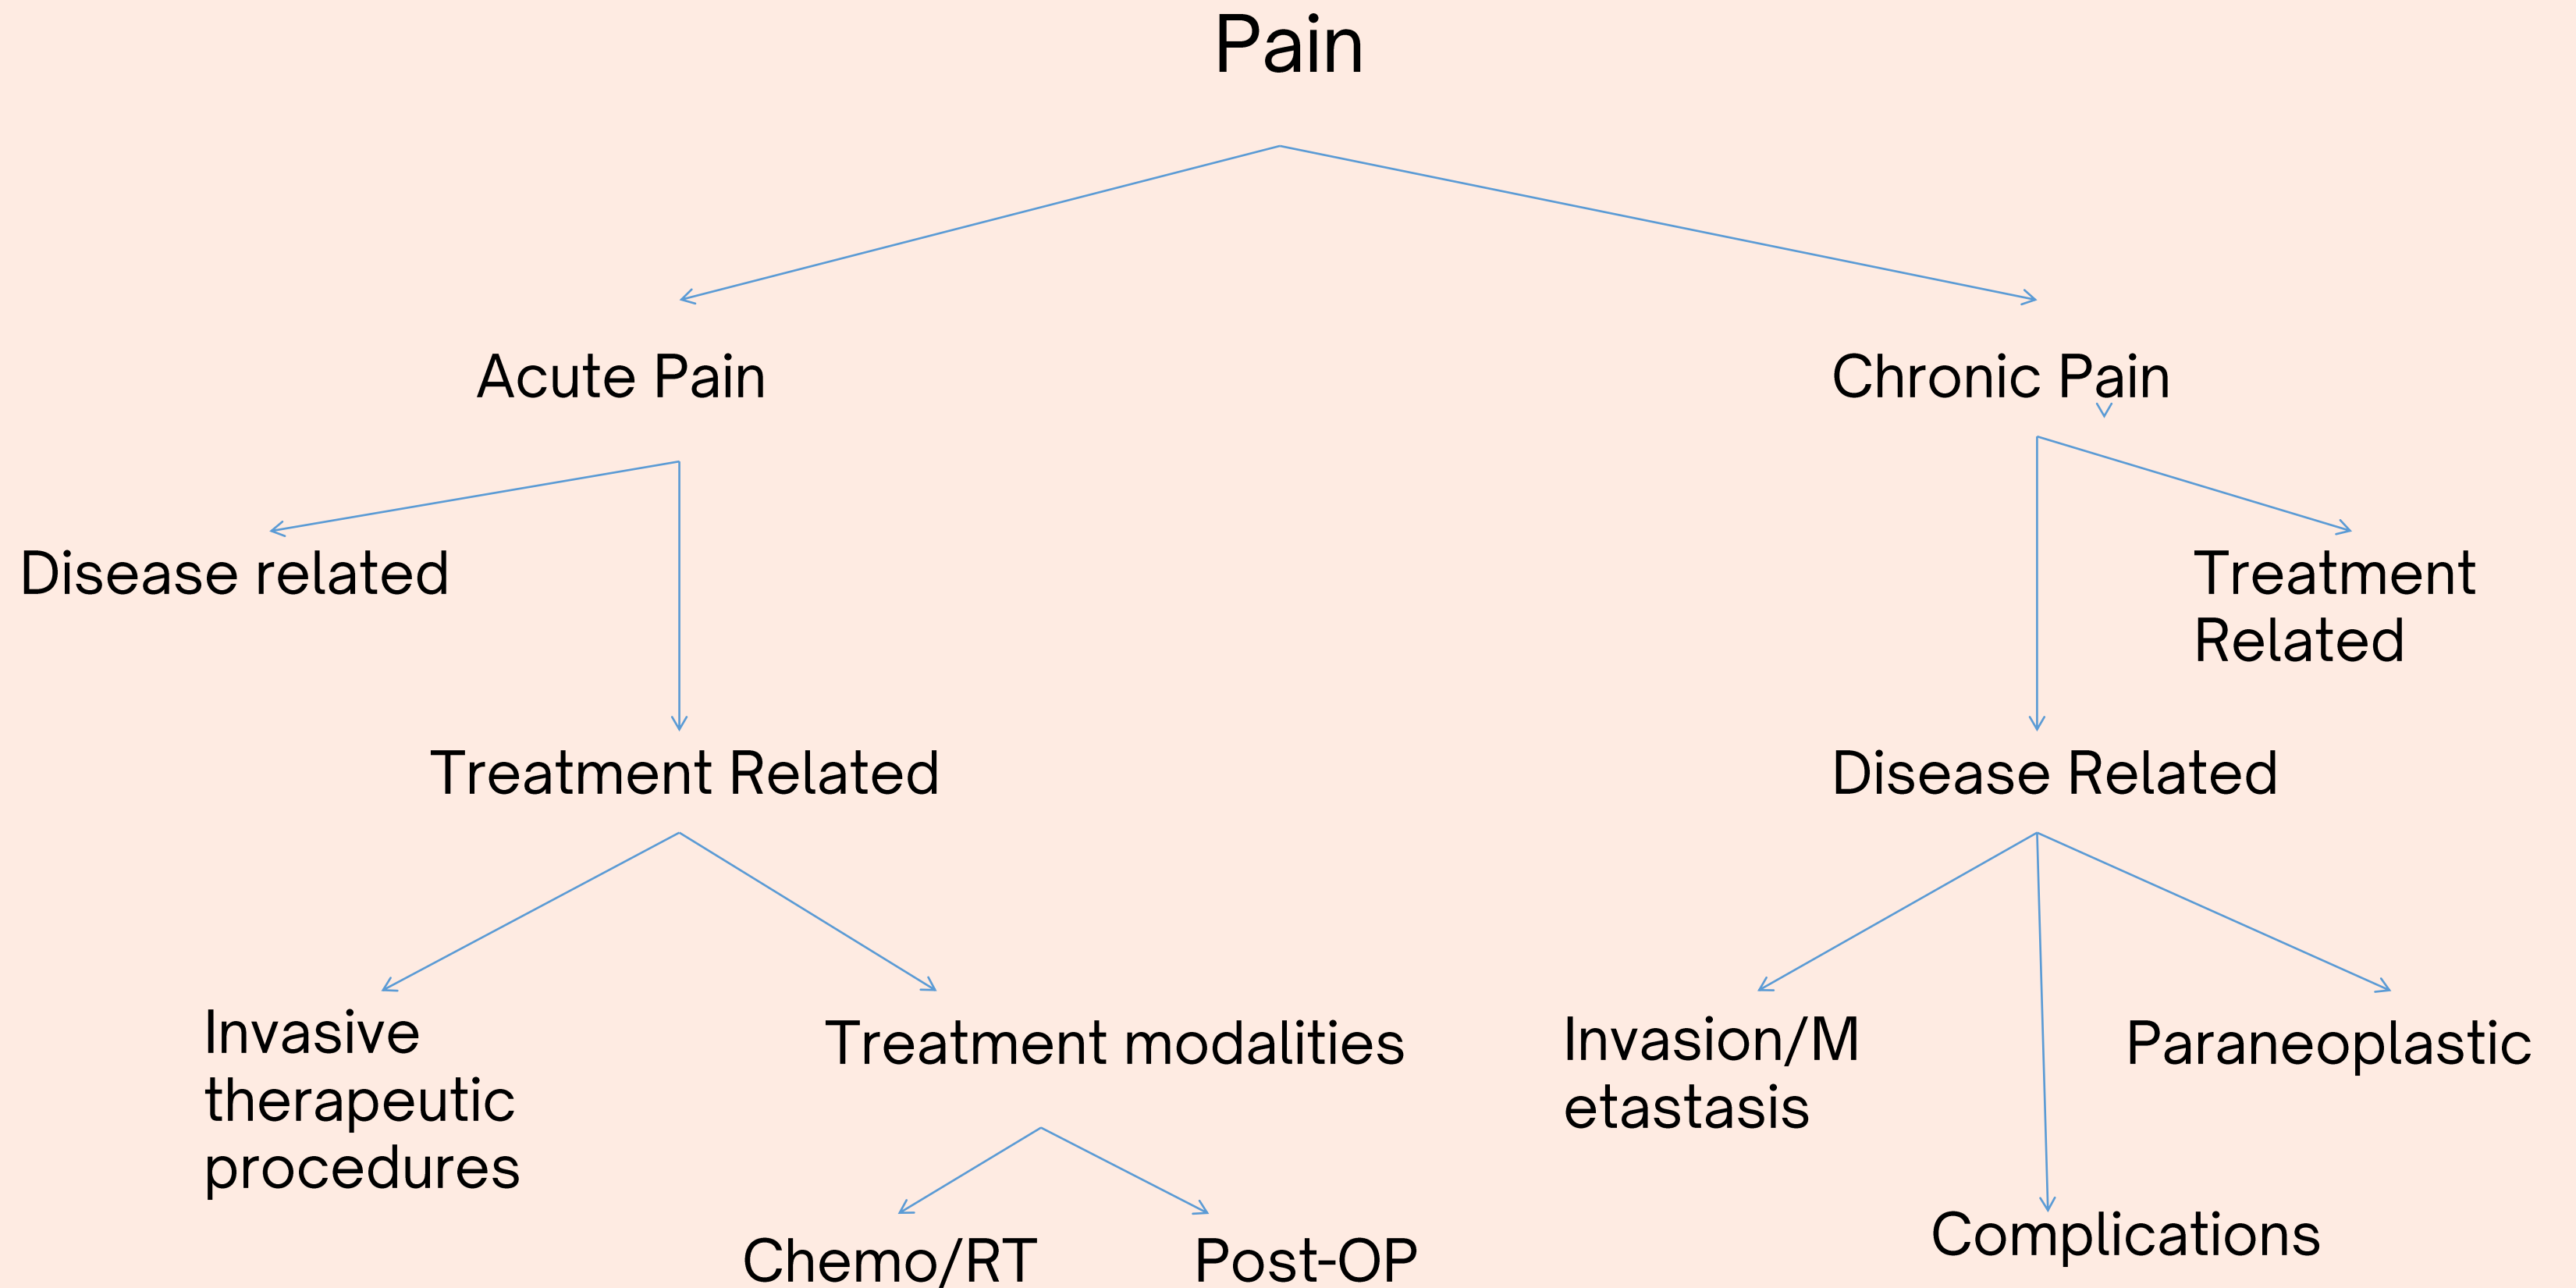 Pain
Acute Pain
Chronic Pain
Disease related
Treatment
Related
Treatment Related
Disease Related
Invasive
therapeutic
procedures
Treatment modalities
Invasion/M
etastasis
Paraneoplastic
Chemo/RT
Post-OP
Complications